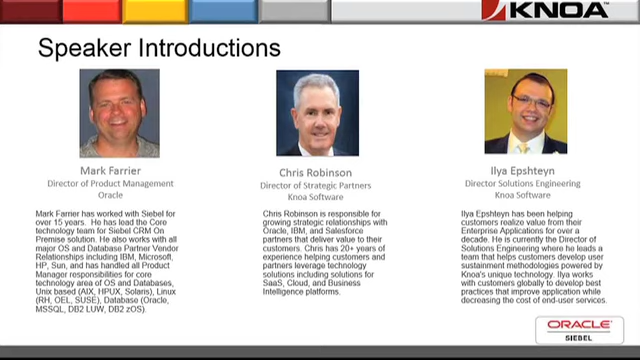 KNOA™
Speaker Introductions
Mark Farrier
Director of Product Management
Oracle
Mark Farrier has worked with Siebel for
over 15 years. He has lead the Core
technology team for Siebel CRM On
Premise solution. He also works with all
major OS and Database Partner Vendor
Relationships including IBM, Microsoft,
HP, Sun, and has handled all Product
Manager responsibilities for core
technology area of OS and Databases,
Unix based (AIX, HPUX, Solaris), Linux
(RH, OEL, SUSE), Database (Oracle,
MSSQL, DB2 LUW, DB2 zOS).
Chris Robinson
Director of Strategic Partners
Knoa Software
Chris Robinson is responsible for
growing strategic relationships with
Oracle, IBM, and Salesforce
partners that deliver value to their
customers. Chris has 20+ years of
experience helping customers and
partners leverage technology
solutions including solutions for
SaaS, Cloud, and Business
Intelligence platforms.
Ilya Epshteyn
Director Solutions Engineering
Knoa Software
Ilya Epshteyn has been helping
customers realize value from their
Enterprise Applications for over a
decade. He is currently the Director of
Solutions Engineering where he leads a
team that helps customers develop user
sustainment methodologies powered by
Knoa's unique technology. Ilya works
with customers globally to develop best
practices that improve application while
decreasing the cost of end-user services.
ORACLE
SIEBEL